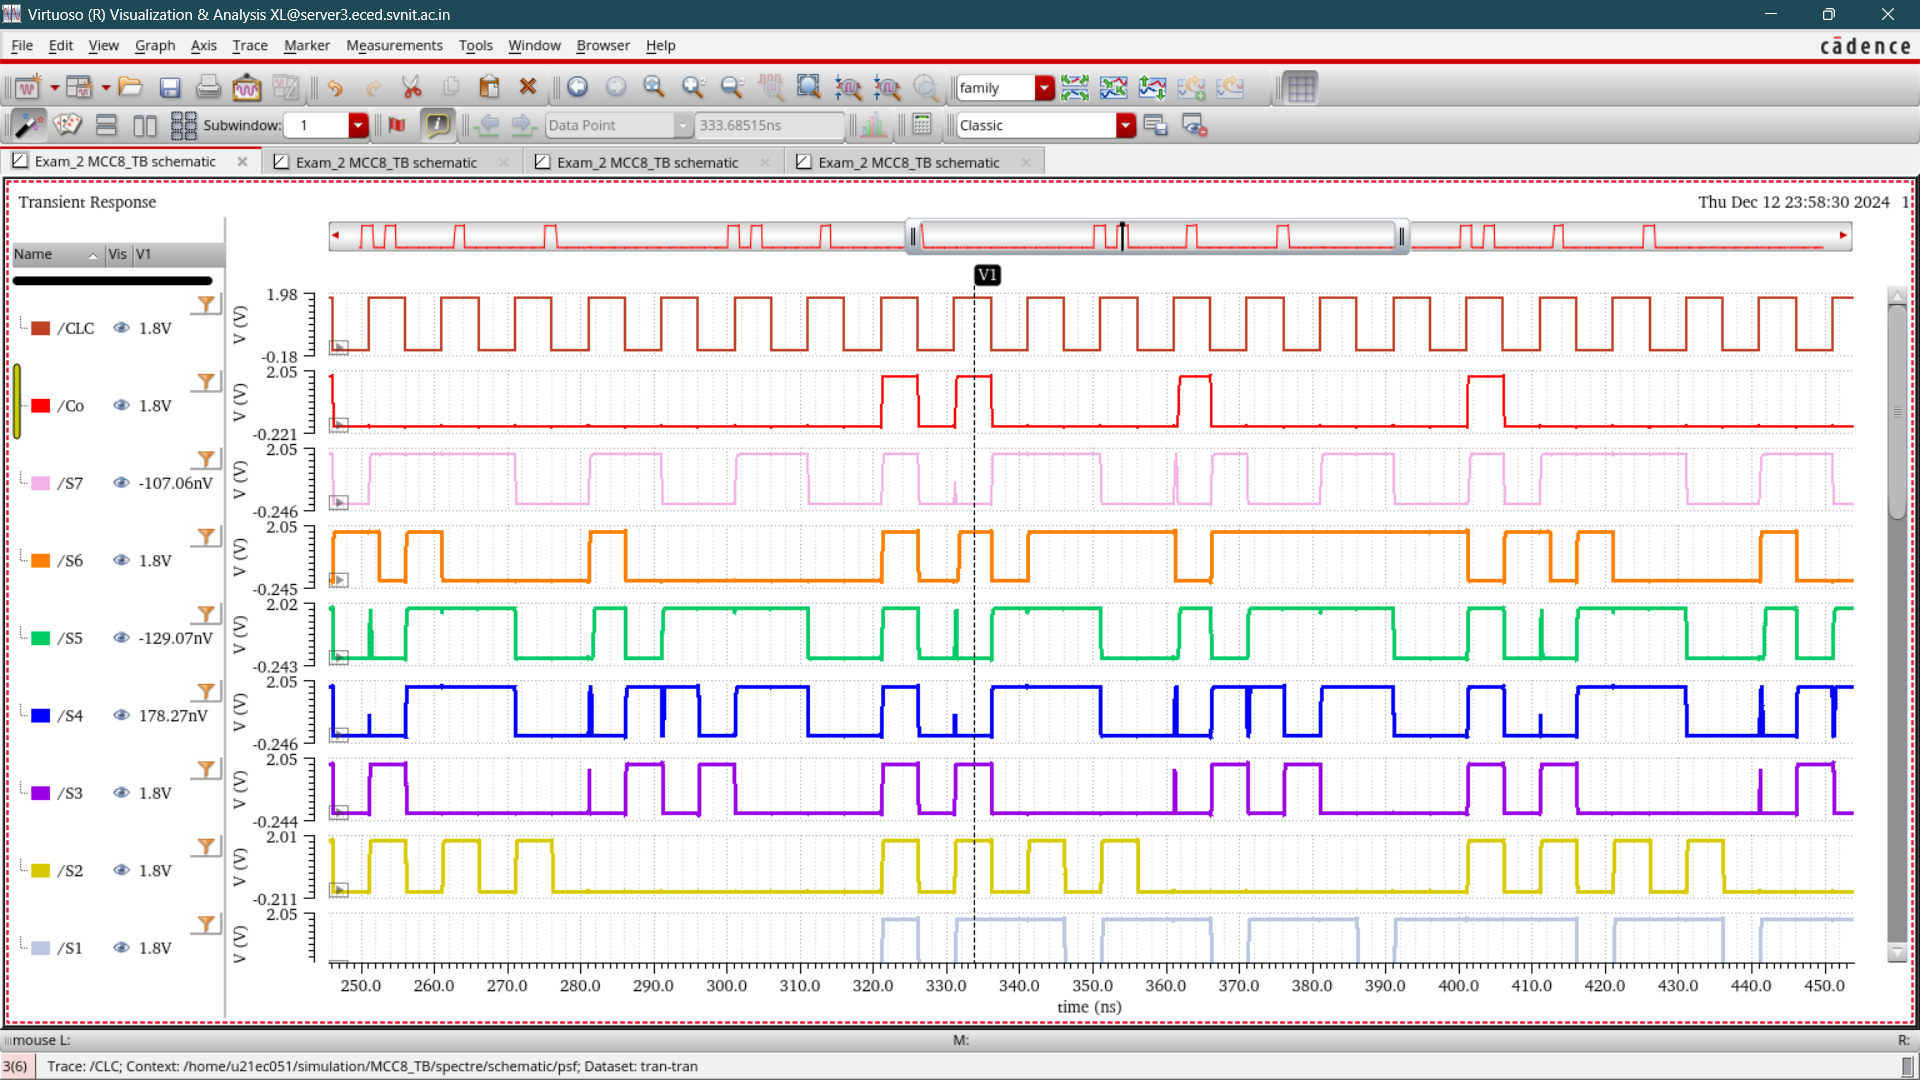 Virtuoso (R) Visualization & Analysis XL@server3.eced.svnit.ac.in
File Edit View Graph Axis Trace Marker Measurements Tools Window Browser Help
cādence
family
Subwindow: 1
Data Point
333.68515ns
Classic
Exam_2 MCC8_TB schematic
Exam_2 MCC8_TB schematic
Exam_2 MCC8_TB schematic
Exam_2 MCC8_TB schematic
Transient Response
Thu Dec 12 23:58:30 2024 1
Name Vis V1
V1
/CLC 1.8V
V (V)
1.98
-0.18
/Co 1.8V
V (V)
2.05
-0.221
/S7 -107.06nV
V (V)
2.05
-0.246
/S6 1.8V
V (V)
2.05
-0.245
/S5 -129.07nV
V (V)
2.02
-0.243
/S4 178.27nV
V (V)
2.05
-0.246
/S3 1.8V
V (V)
2.05
-0.244
/S2 1.8V
V (V)
2.01
-0.211
/S1 1.8V
V (V)
2.05
250.0 260.0 270.0 280.0 290.0 300.0 310.0 320.0 330.0 340.0 350.0 360.0 370.0 380.0 390.0 400.0 410.0 420.0 430.0 440.0 450.0
time (ns)
mouse L: M: R:
3(6) Trace: /CLC; Context: /home/u21ec051/simulation/MCC8_TB/spectre/schematic/psf; Dataset: tran-tran